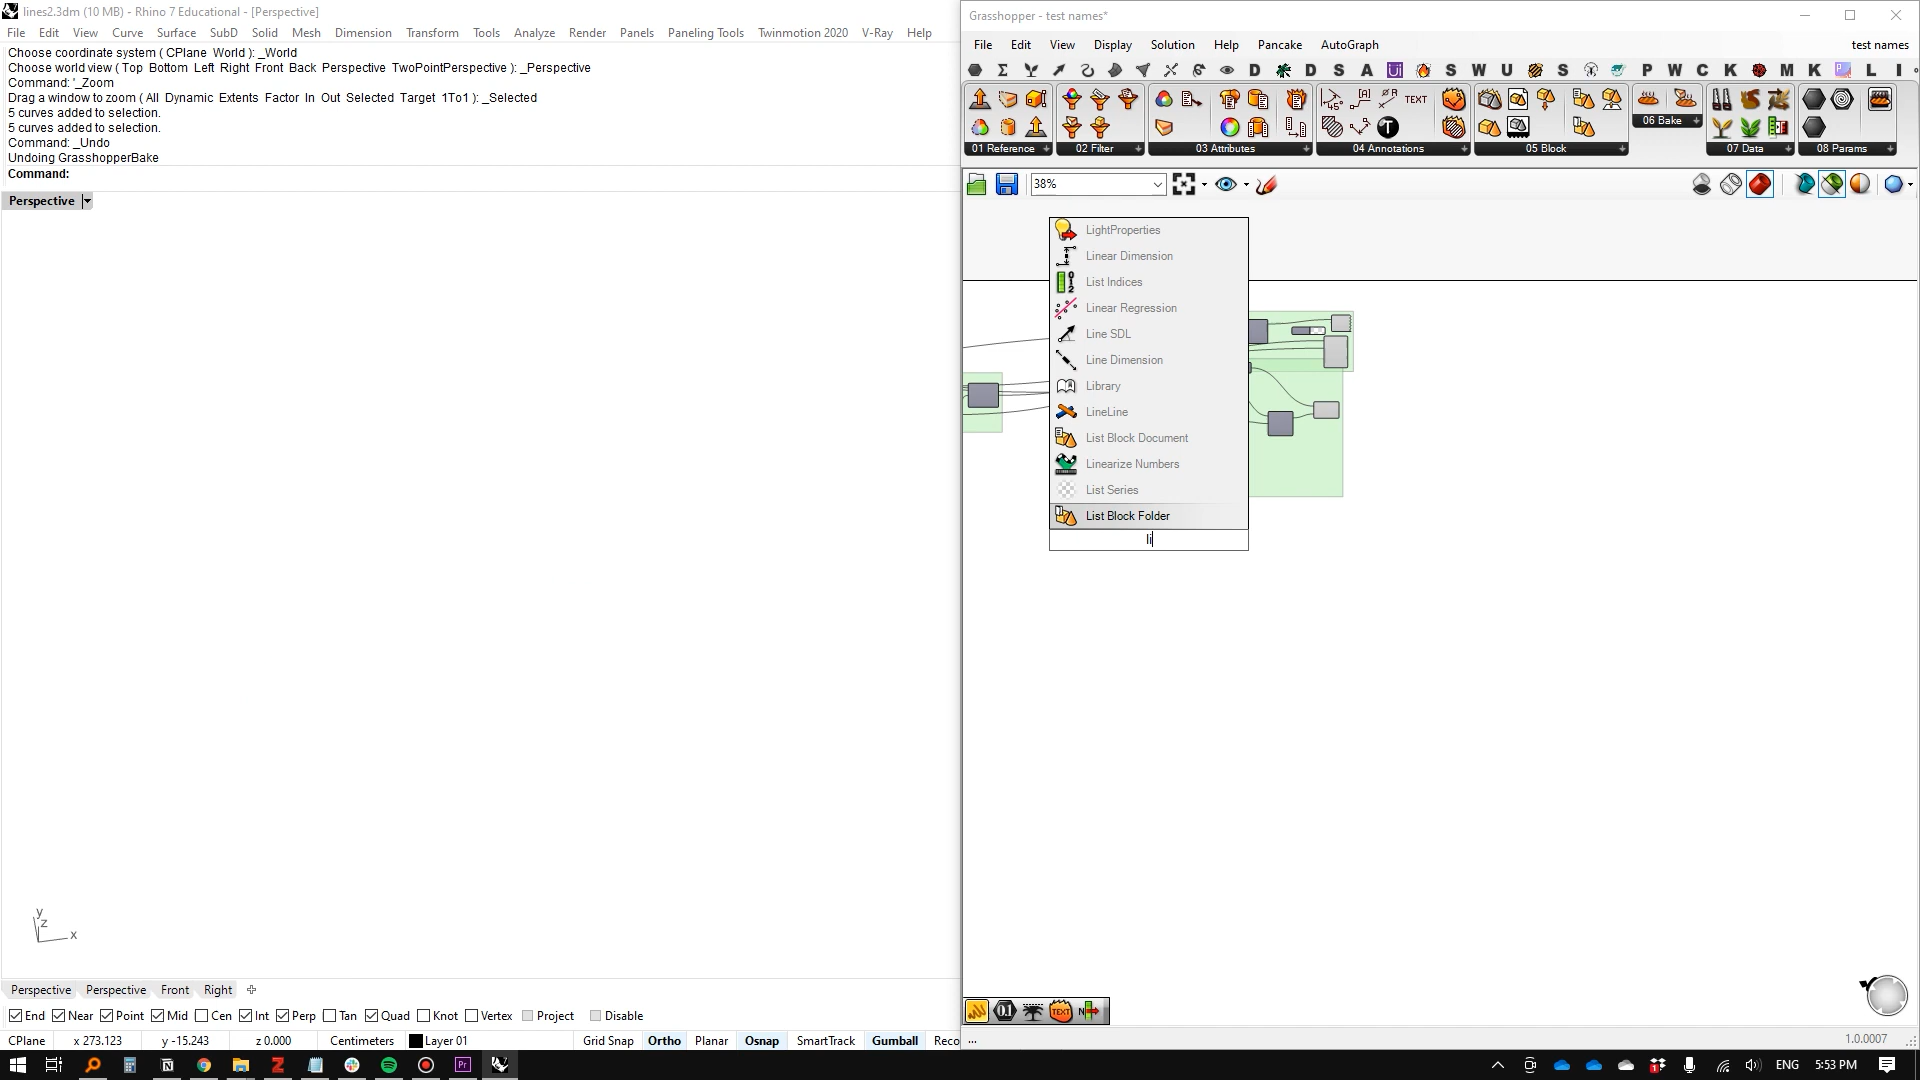 lines2.3dm (10 MB) - Rhino 7 Educational - [Perspective]
File Edit View Curve Surface SubD Solid Mesh Dimension Transform Tools Analyze Render Panels Paneling Tools Twinmotion 2020 V-Ray Help
Choose coordinate system ( CPlane World ): _World
Choose world view ( Top Bottom Left Right Front Back Perspective TwoPointPerspective ): _Perspective
Command: '_Zoom
Drag a window to zoom ( All Dynamic Extents Factor In Out Selected Target 1To1 ): _Selected
5 curves added to selection.
5 curves added to selection.
Command: _Undo
Undoing GrasshopperBake
Command:
Perspective
Grasshopper - test names*
File Edit View Display Solution Help Pancake AutoGraph test names
D D S A Ui S W U S P W C K M K L I
45° [A] R TEXT
T
01 Reference 02 Filter 03 Attributes 04 Annotations 05 Block 06 Bake 07 Data 08 Params
38%
LightProperties
Linear Dimension
List Indices
Linear Regression
Line SDL
Line Dimension
Library
LineLine
List Block Document
Linearize Numbers
List Series
List Block Folder
li
y
z
x
Perspective Perspective Front Right
End Near Point Mid Cen Int Perp Tan Quad Knot Vertex Project Disable
CPlane x 273.123 y -15.243 z 0.000 Centimeters Layer 01 Grid Snap Ortho Planar Osnap SmartTrack Gumball Reco
0.1 TEXT N
... 1.0.0007
N Z Pr 1 ENG 5:53 PM